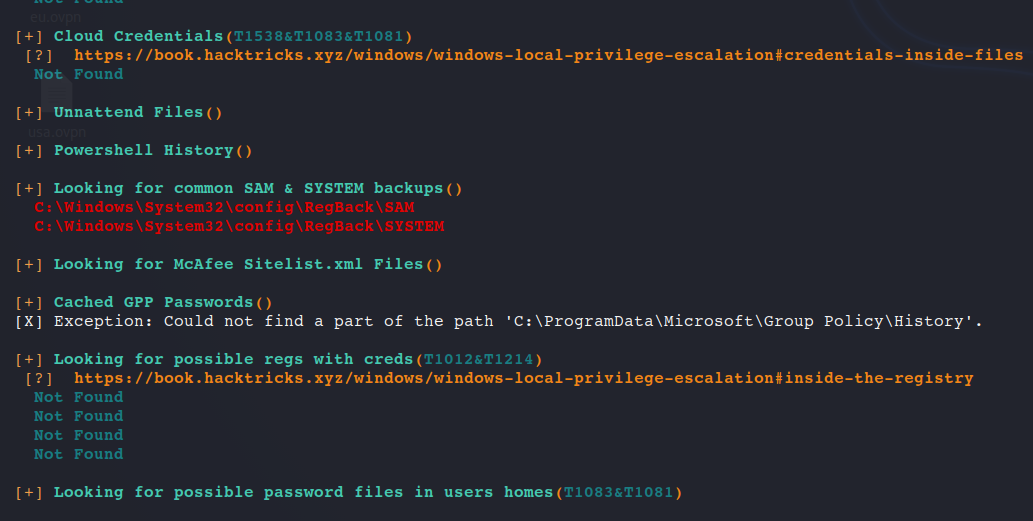 Not Found
eu.ovpn
[+] Cloud Credentials(T1538&T1083&T1081)
[?] https://book.hacktricks.xyz/windows/windows-local-privilege-escalation#credentials-inside-files
Not Found
[+] Unnattend Files()
usa.ovpn
[+] Powershell History()
[+] Looking for common SAM & SYSTEM backups()
C:\Windows\System32\config\RegBack\SAM
C:\Windows\System32\config\RegBack\SYSTEM
[+] Looking for McAfee Sitelist.xml Files()
[+] Cached GPP Passwords()
[X] Exception: Could not find a part of the path 'C:\ProgramData\Microsoft\Group Policy\History'.
[+] Looking for possible regs with creds(T1012&T1214)
[?] https://book.hacktricks.xyz/windows/windows-local-privilege-escalation#inside-the-registry
Not Found
Not Found
Not Found
Not Found
[+] Looking for possible password files in users homes(T1083&T1081)